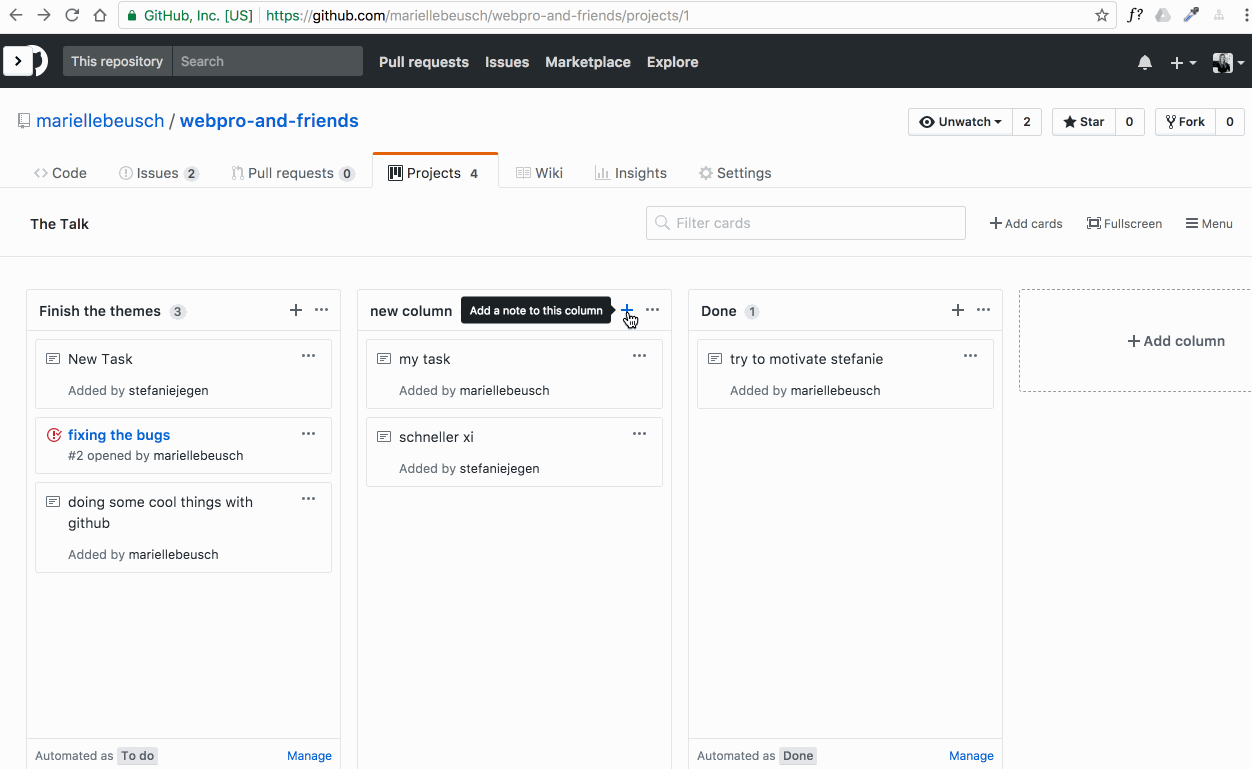 GitHub, Inc. [US] https://github.com/mariellebeusch/webpro-and-friends/projects/1 f?
This repository Search Pull requests Issues Marketplace Explore
mariellebeusch / webpro-and-friends Unwatch 2 Star 0 Fork 0
Code Issues 2 Pull requests 0 Projects 4 Wiki Insights Settings
The Talk Filter cards Add cards Fullscreen Menu
Finish the themes 3
New Task
Added by stefaniejegen
fixing the bugs
#2 opened by mariellebeusch
doing some cool things with
github
Added by mariellebeusch
Automated as To do Manage
new column Add a note to this column
my task
Added by mariellebeusch
schneller xi
Added by stefaniejegen
Done 1
try to motivate stefanie
Added by mariellebeusch
Automated as Done Manage
Add column